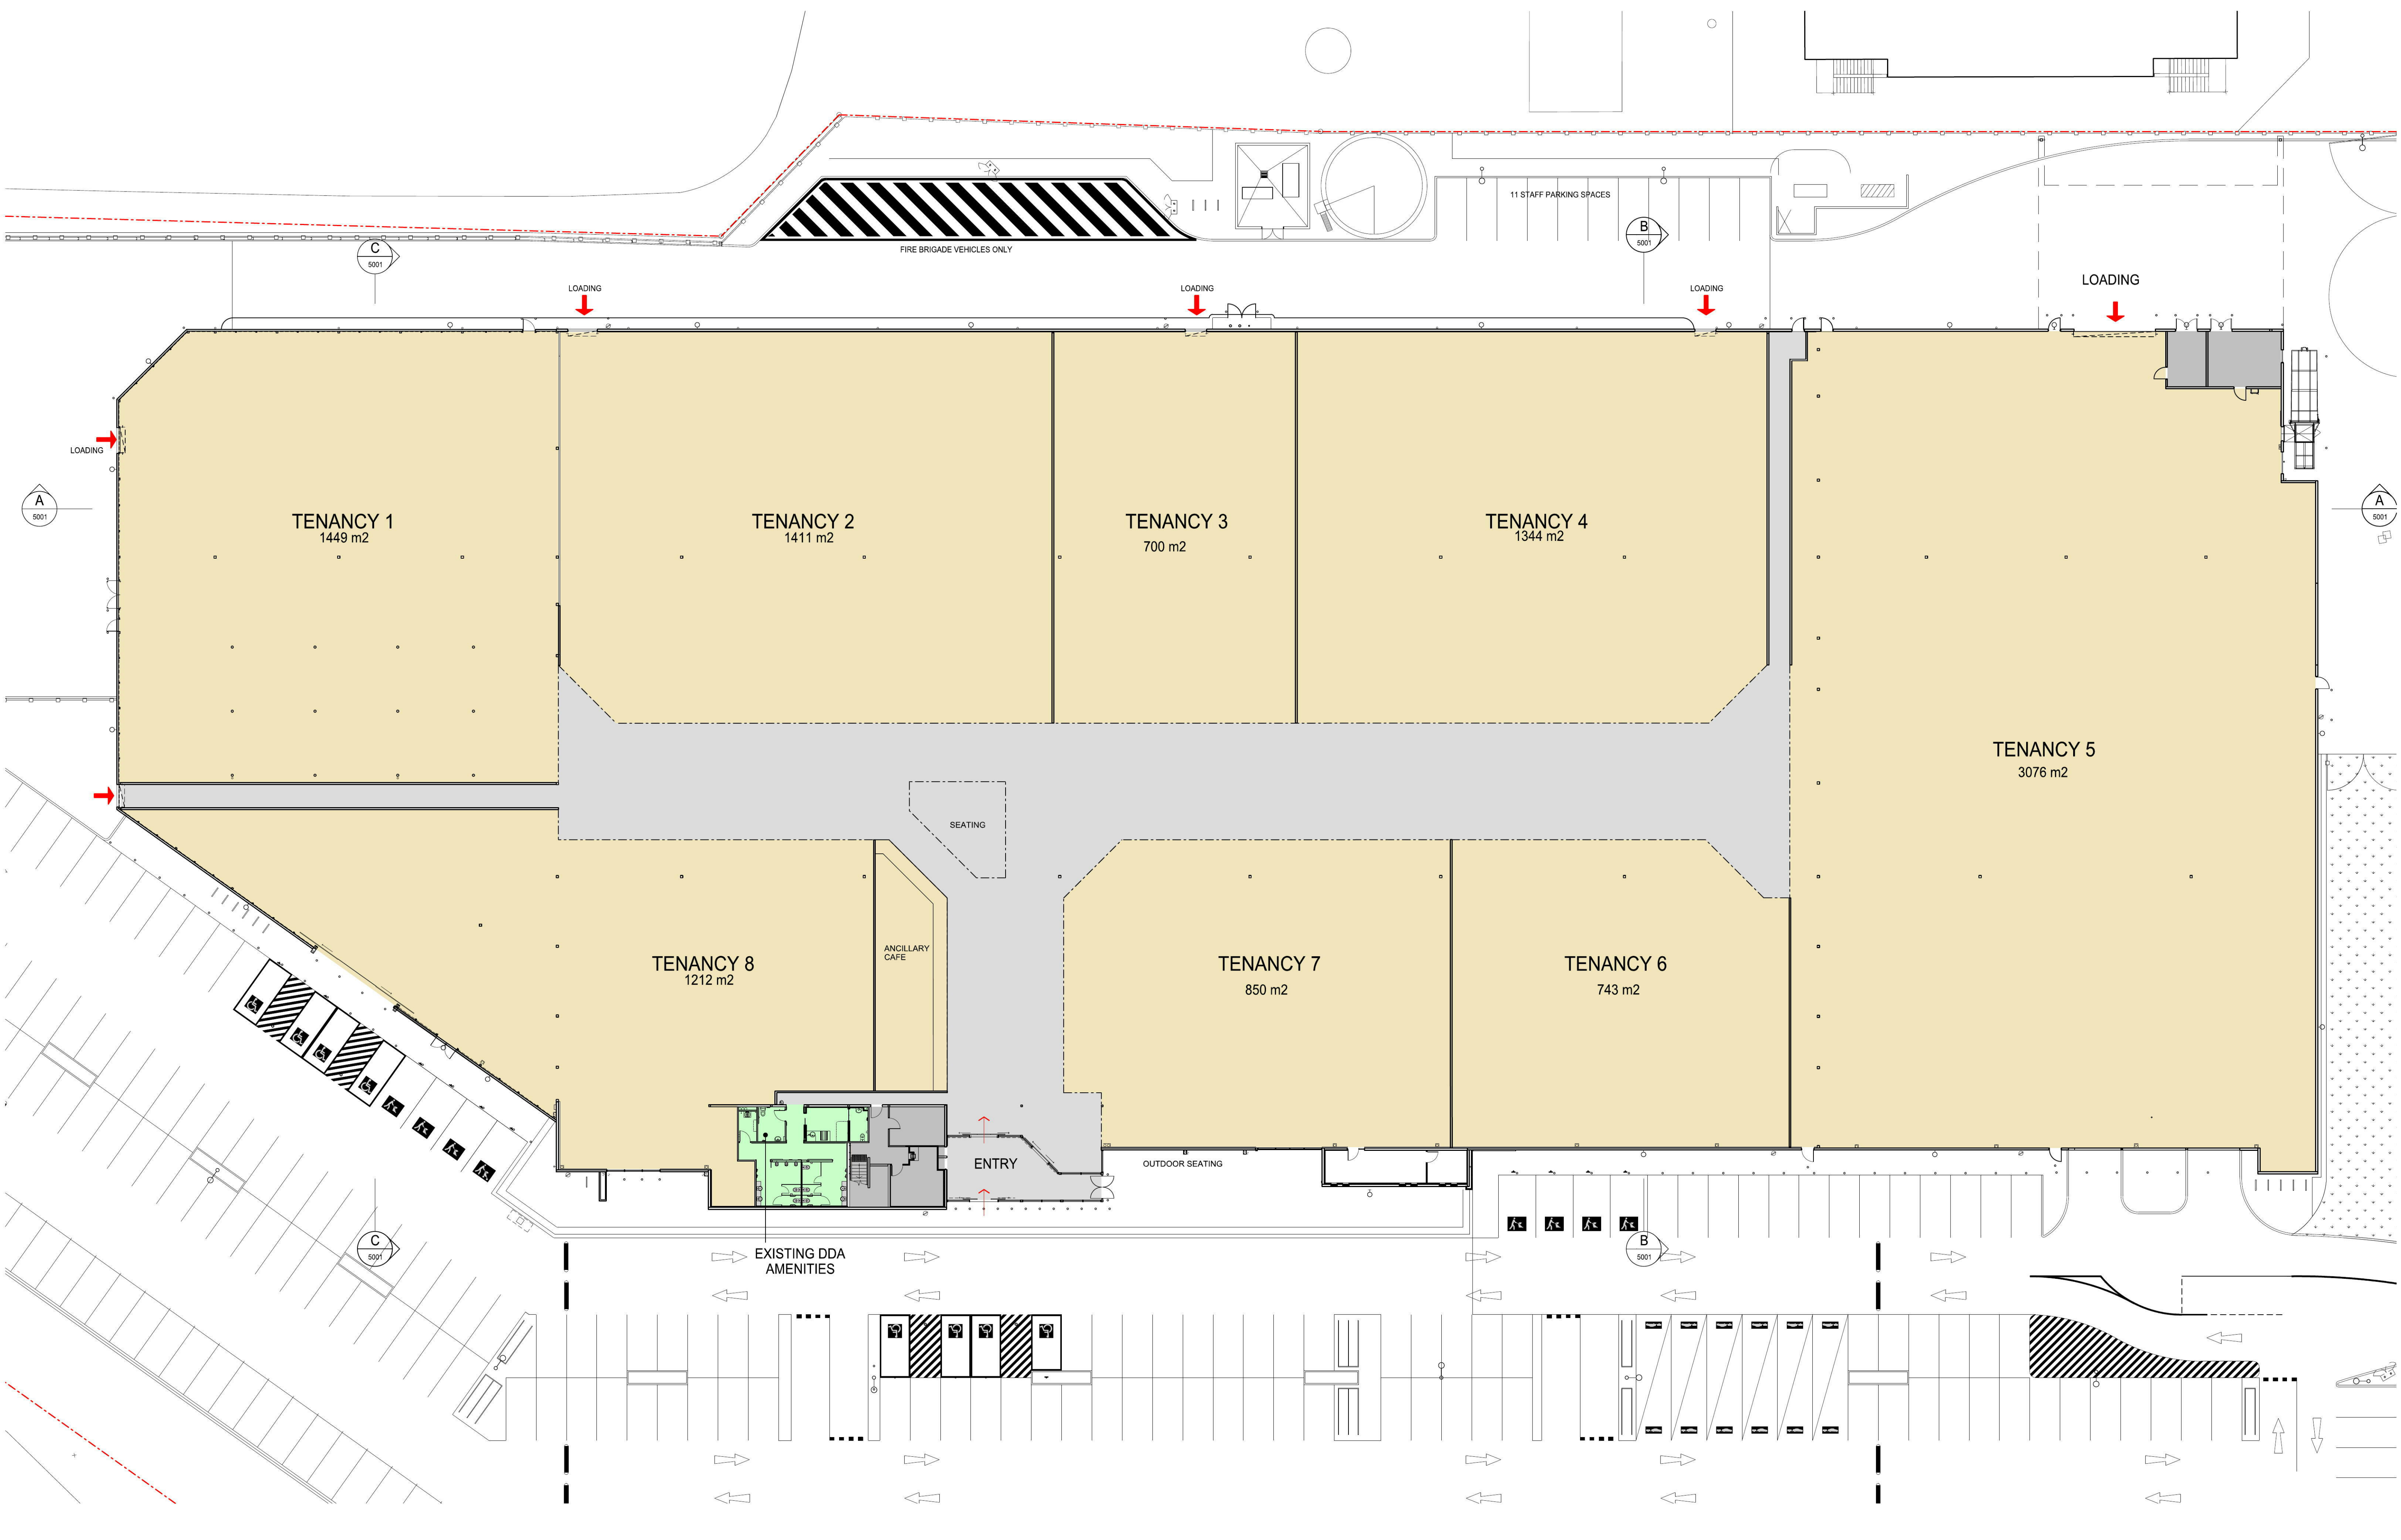 11 STAFF PARKING SPACES
FIRE BRIGADE VEHICLES ONLY
C
5001
B
5001
LOADING
LOADING
LOADING
LOADING
LOADING
A
5001
A
5001
TENANCY 1
1449 m2
TENANCY 2
1411 m2
TENANCY 3
700 m2
TENANCY 4
1344 m2
TENANCY 5
3076 m2
SEATING
ANCILLARY
CAFE
TENANCY 8
1212 m2
TENANCY 7
850 m2
TENANCY 6
743 m2
ENTRY
OUTDOOR SEATING
EXISTING DDA
AMENITIES
C
5001
B
5001